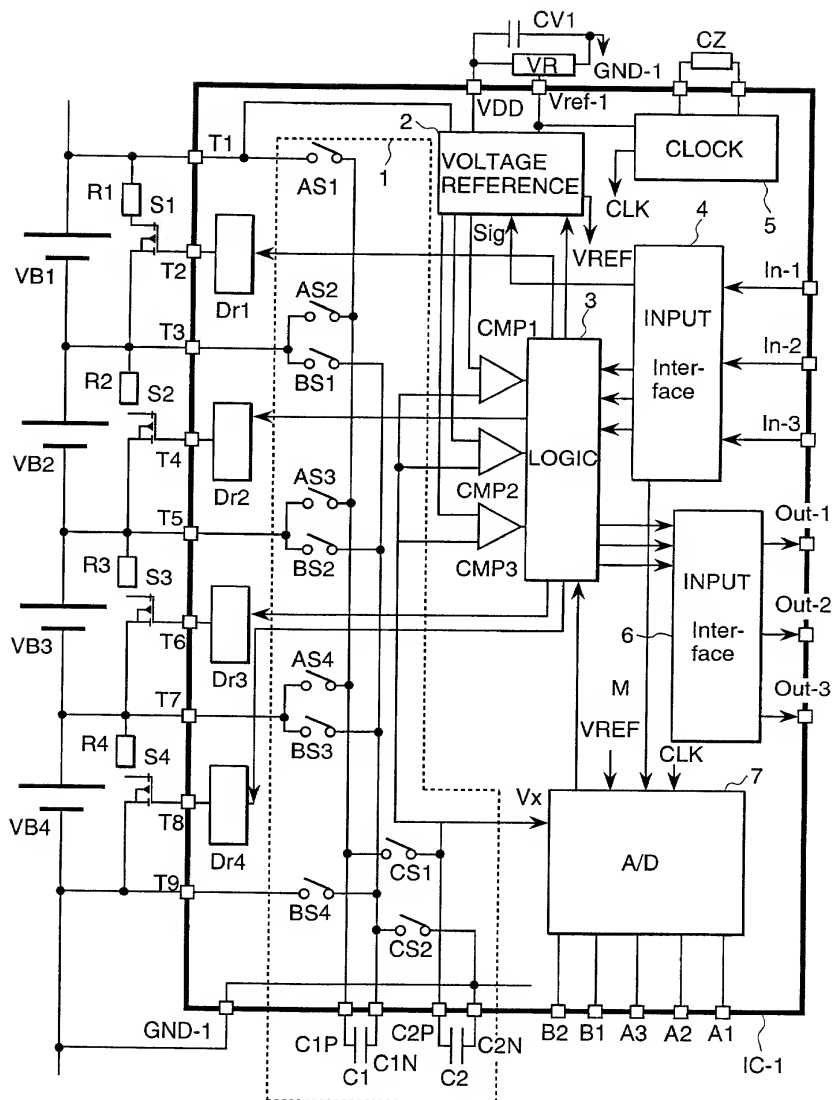 CV1
CZ
VR
GND-1
VDD
Vref-1
2
T1
1
VOLTAGE
REFERENCE
CLOCK
AS1
R1
S1
CLK
5
4
Sig
VREF
VB1
T2
Dr1
In-1
AS2
3
T3
CMP1
INPUT
Interface
BS1
In-2
R2
S2
In-3
LOGIC
VB2
T4
Dr2
AS3
CMP2
Out-1
T5
R3
BS2
CMP3
INPUT
Interface
S3
Out-2
VB3
T6
6
Dr3
AS4
M
Out-3
T7
VREF
R4
S4
BS3
CLK
7
Vx
VB4
T8
Dr4
A/D
CS1
T9
BS4
CS2
GND-1
C1P
C1N
C2P
C2N
B2
B1
A3
A2
A1
C1
C2
IC-1